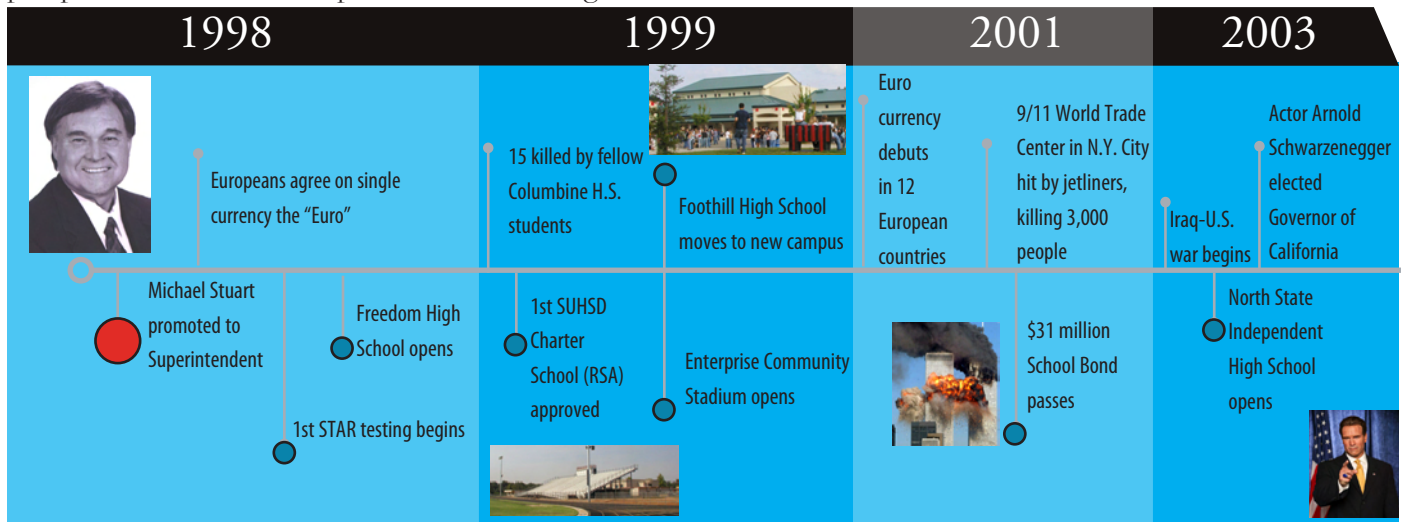 1998
1999
2001
2003
Europeans agree on single
currency the “Euro”
Michael Stuart
promoted to
Superintendent
Freedom High
School opens
1st STAR testing begins
15 killed by fellow
Columbine H.S.
students
Foothill High School
moves to new campus
1st SUHSD
Charter
School (RSA)
approved
Enterprise Community
Stadium opens
Euro
currency
debuts
in 12
European
countries
9/11 World Trade
Center in N.Y. City
hit by jetliners,
killing 3,000
people
$31 million
School Bond
passes
Iraq-U.S.
war begins
Actor Arnold
Schwarzenegger
elected
Governor of
California
North State
Independent
High School
opens